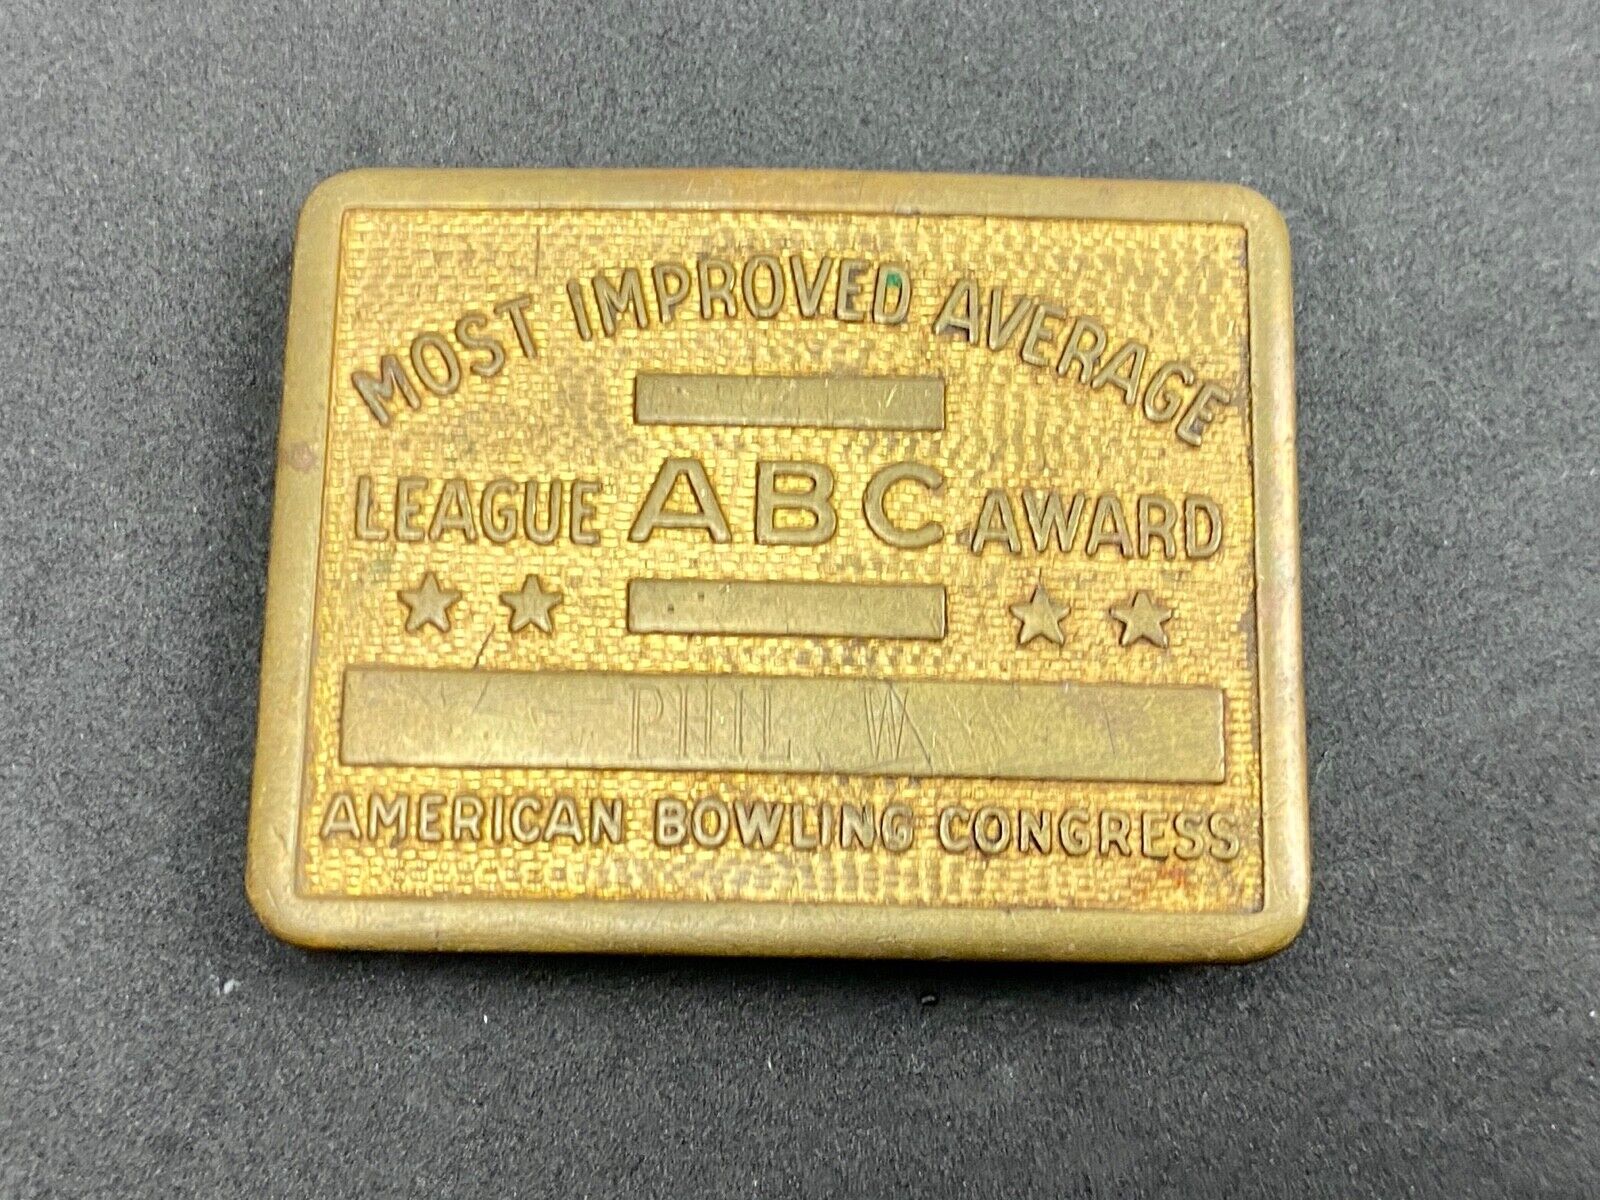 MOST IMPROVED AVERAGE
LEAGUE ABC AWARD
PHIL W
AMERICAN BOWLING CONGRESS